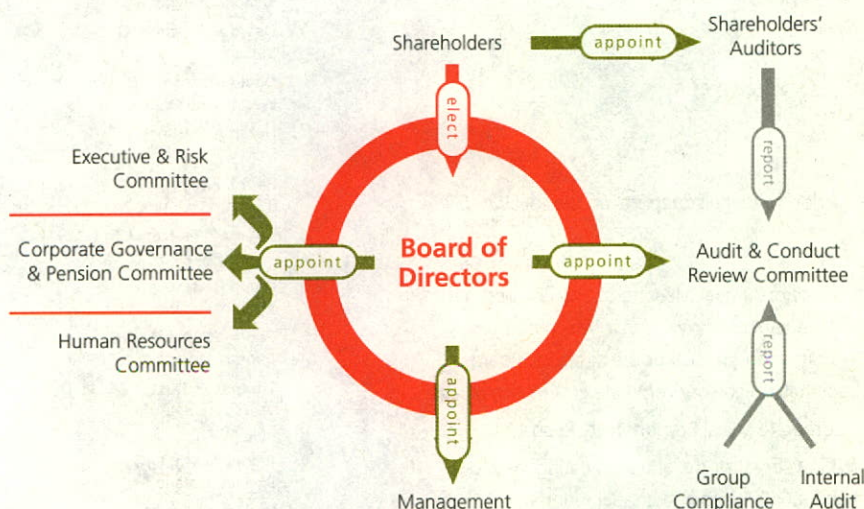 Shareholders
appoint
Shareholders'
Auditors
elect
report
Executive & Risk
Committee
Corporate Governance
& Pension Committee
Human Resources
Committee
appoint
Board of
Directors
appoint
Audit & Conduct
Review Committee
appoint
report
Management
Group
Compliance
Internal
Audit